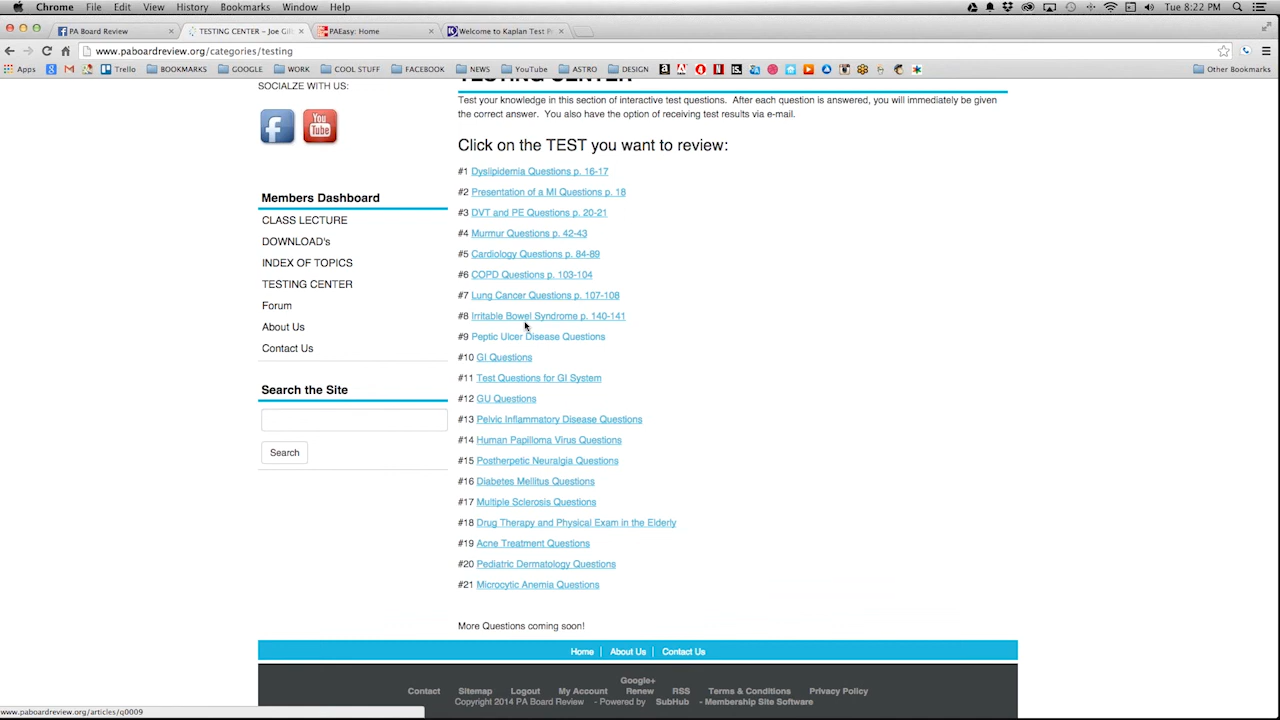 Chrome File Edit View History Bookmarks Window Help
Tue 8:22 PM
PA Board Review
TESTING CENTER – Joe Gil
PAEasy: Home
Welcome to Kaplan Test P
www.paboardreview.org/categories/testing
Apps
Trello
BOOKMARKS
GOOGLE
WORK
COOL STUFF
FACEBOOK
NEWS
YouTube
ASTRO
DESIGN
Other Bookmarks
TESTING CENTER
SOCIALZE WITH US:
Test your knowledge in this section of interactive test questions. After each question is answered, you will immediately be given
the correct answer. You also have the option of receiving test results via e-mail.
You
Tube
Click on the TEST you want to review:
#1 Dyslipidemia Questions p. 16-17
#2 Presentation of a MI Questions p. 18
#3 DVT and PE Questions p. 20-21
#4 Murmur Questions p. 42-43
#5 Cardiology Questions p. 84-89
#6 COPD Questions p. 103-104
#7 Lung Cancer Questions p. 107-108
#8 Irritable Bowel Syndrome p. 140-141
#9 Peptic Ulcer Disease Questions
#10 GI Questions
#11 Test Questions for GI System
#12 GU Questions
#13 Pelvic Inflammatory Disease Questions
#14 Human Papilloma Virus Questions
#15 Postherpetic Neuralgia Questions
#16 Diabetes Mellitus Questions
#17 Multiple Sclerosis Questions
#18 Drug Therapy and Physical Exam in the Elderly
#19 Acne Treatment Questions
#20 Pediatric Dermatology Questions
#21 Microcytic Anemia Questions
More Questions coming soon!
Members Dashboard
CLASS LECTURE
DOWNLOAD's
INDEX OF TOPICS
TESTING CENTER
Forum
About Us
Contact Us
Search the Site
Search
Home | About Us | Contact Us
Google+
Contact Sitemap Logout My Account Renew RSS Terms & Conditions Privacy Policy
Copyright 2014 PA Board Review - Powered by SubHub - Membership Site Software
www.paboardreview.org/articles/q0009